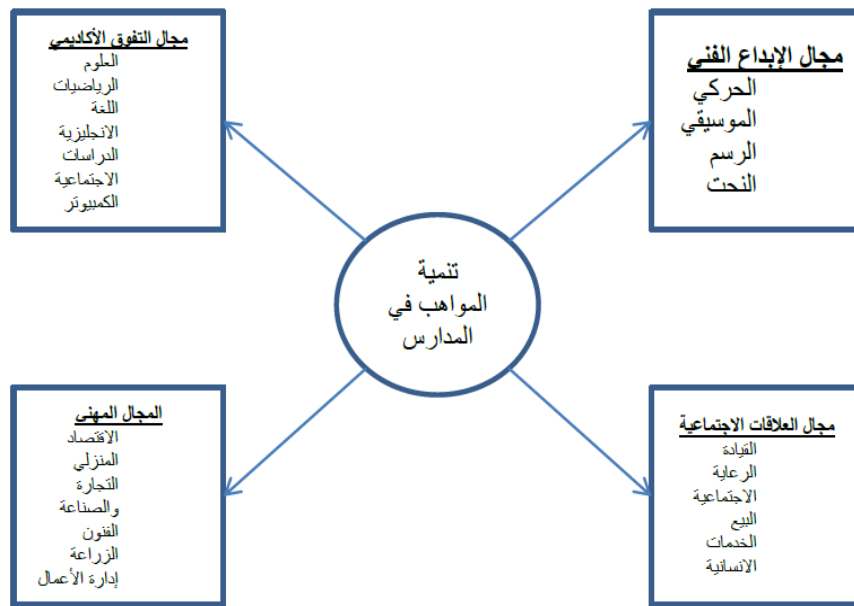 مجال الإبداع الفني
الحركي
الموسيقي
الرسم
النحت
مجال التفوق الأكاديمي
العلوم
الرياضيات
اللغة
الانجليزية
الدراسات
الاجتماعية
الكمبيوتر
تنمية
المواهب في
المدارس
مجال العلاقات الاجتماعية
القيادة
الرعاية
الاجتماعية
البيع
الخدمات
الانسانية
المجال المهني
الاقتصاد
المنزلي
التجارة
والصناعة
الفنون
الزراعة
إدارة الأعمال